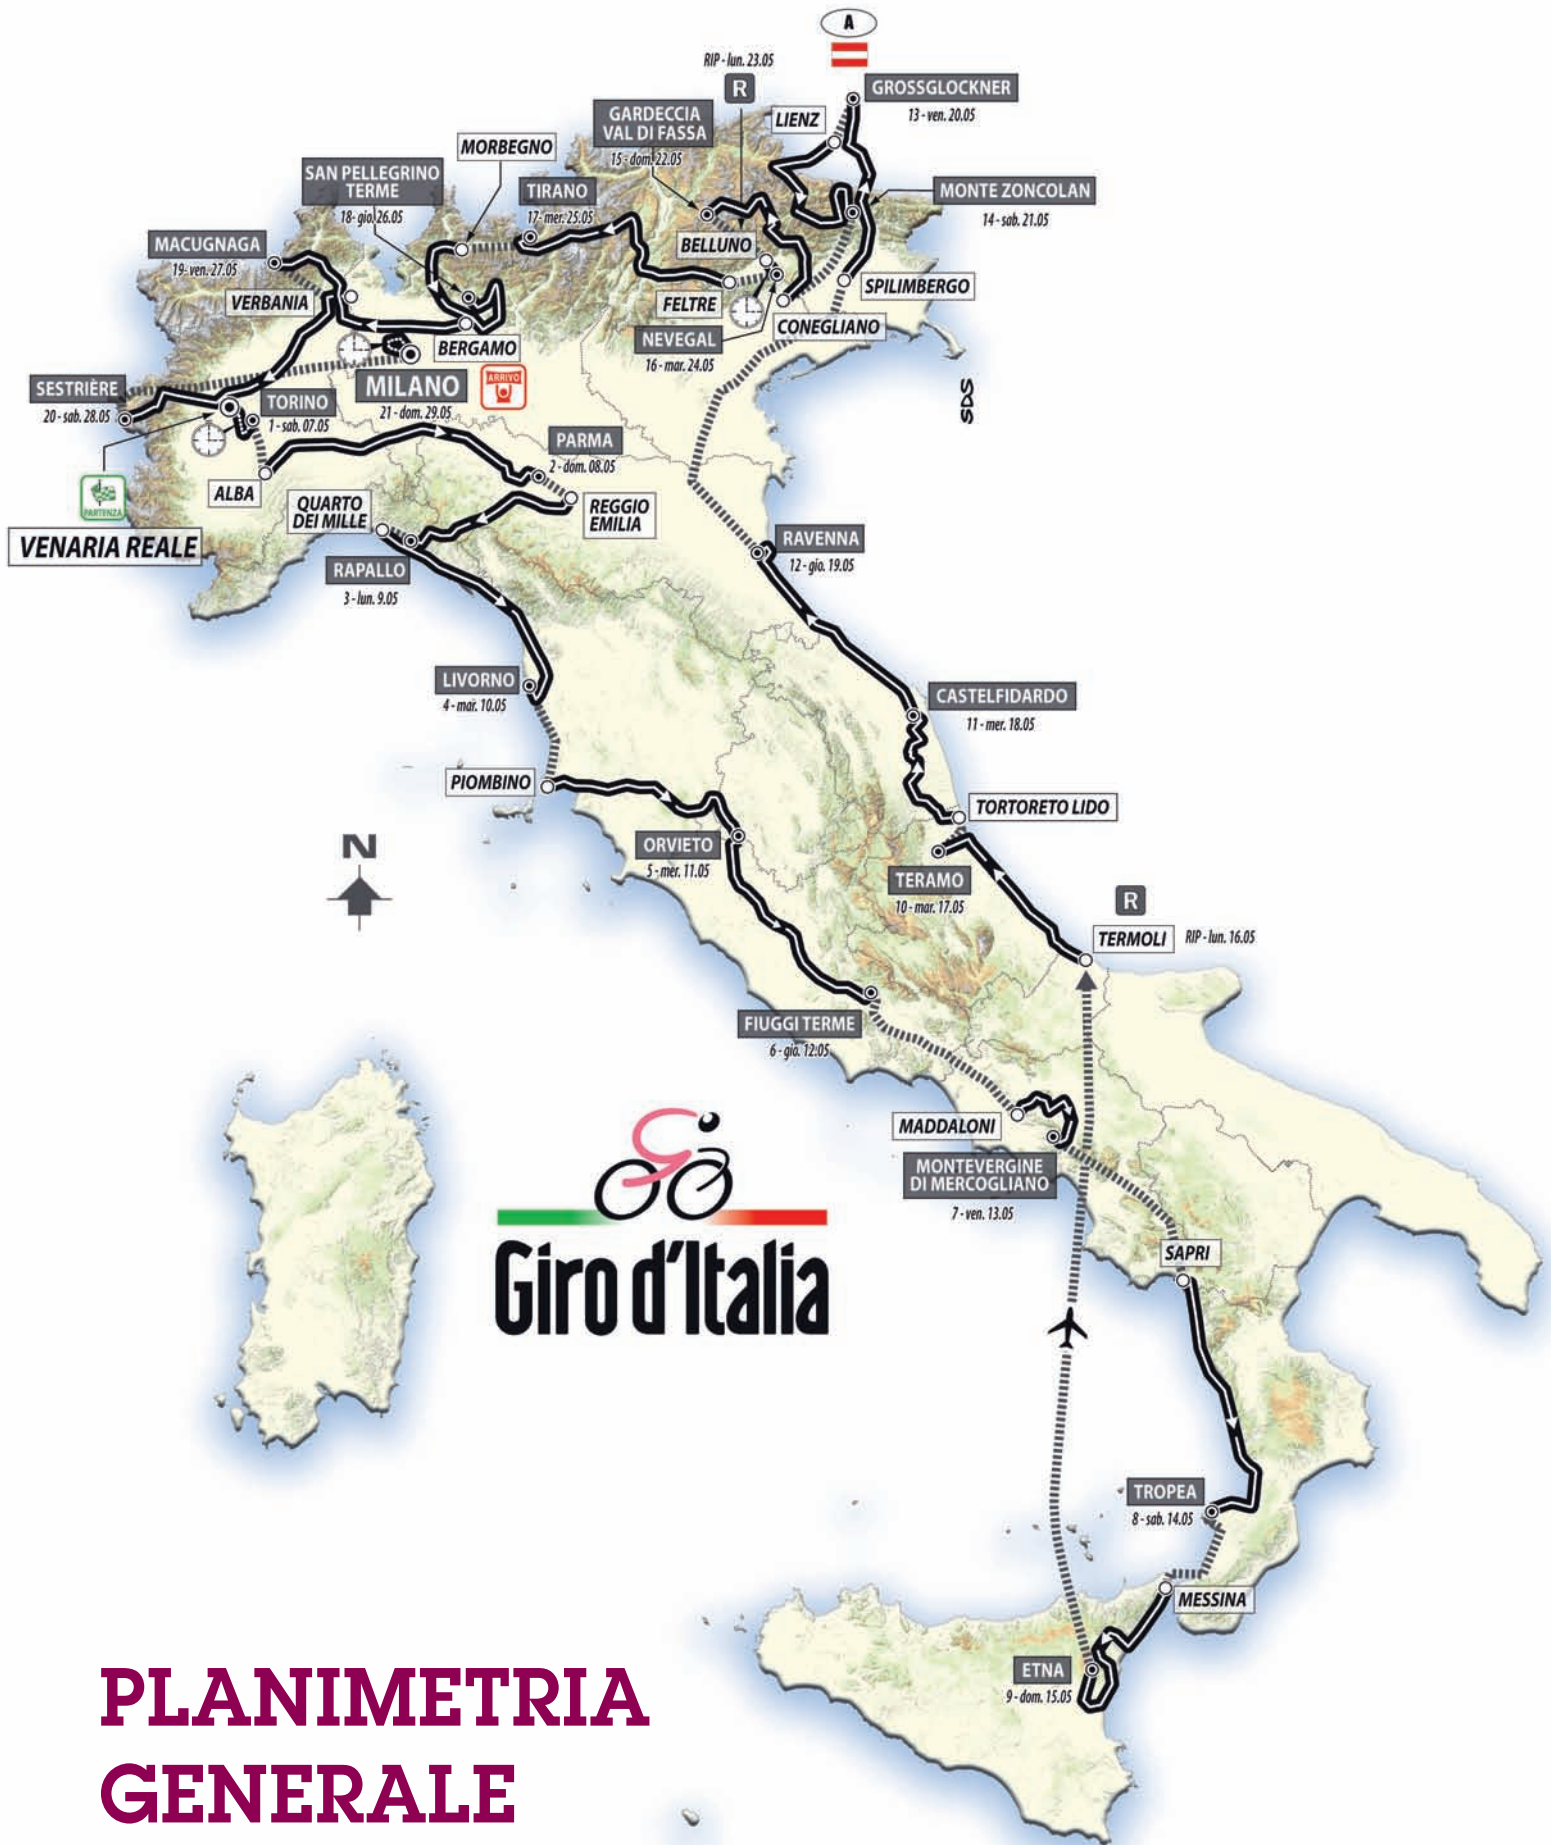 A
RIP - lun. 23.05
R
GROSSGLOCKNER
13 - ven. 20.05
GARDECCIA
VAL DI FASSA
15 - dom. 22.05
LIENZ
MORBEGNO
SAN PELLEGRINO
TERME
18 - gio. 26.05
TIRANO
17 - mer. 25.05
MONTE ZONCOLAN
14 - sab. 21.05
MACUGNAGA
19 - ven. 27.05
BELLUNO
VERBANIA
FELTRE
SPILIMBERGO
CONEGLIANO
NEVEGAL
16 - mar. 24.05
BERGAMO
SESTRIÈRE
20 - sab. 28.05
MILANO
21 - dom. 29.05
ARRIVO
SDS
TORINO
1 - sab. 07.05
PARMA
2 - dom. 08.05
ALBA
PARTENZA
VENARIA REALE
QUARTO
DEI MILLE
REGGIO
EMILIA
RAPALLO
3 - lun. 9.05
RAVENNA
12 - gio. 19.05
LIVORNO
4 - mar. 10.05
CASTELFIDARDO
11 - mer. 18.05
PIOMBINO
TORTORETO LIDO
N
ORVIETO
5 - mer. 11.05
TERAMO
10 - mar. 17.05
R
TERMOLI
RIP - lun. 16.05
FIUGGI TERME
6 - gio. 12.05
MADDALONI
MONTEVERGINE
DI MERCOGLIANO
7 - ven. 13.05
SAPRI
Giro d'Italia
TROPEA
8 - sab. 14.05
MESSINA
ETNA
9 - dom. 15.05
PLANIMETRIA
GENERALE